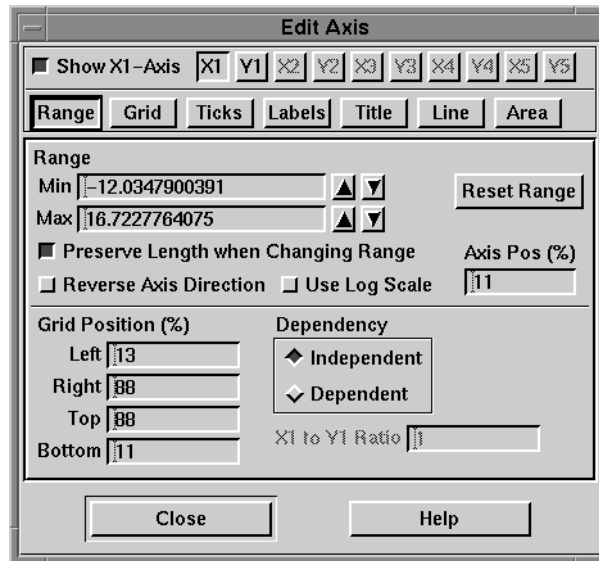 Edit Axis
Show X1-Axis X1 Y1 X2 Y2 X3 Y3 X4 Y4 X5 Y5
Range Grid Ticks Labels Title Line Area
Range
Min -12.0347900391
Reset Range
Max 16.7227764075
Preserve Length when Changing Range
Axis Pos (%)
Reverse Axis Direction Use Log Scale 11
Grid Position (%) Dependency
Left 13 Independent
Right 88 Dependent
Top 88
X1 to Y1 Ratio 1
Bottom 11
Close Help